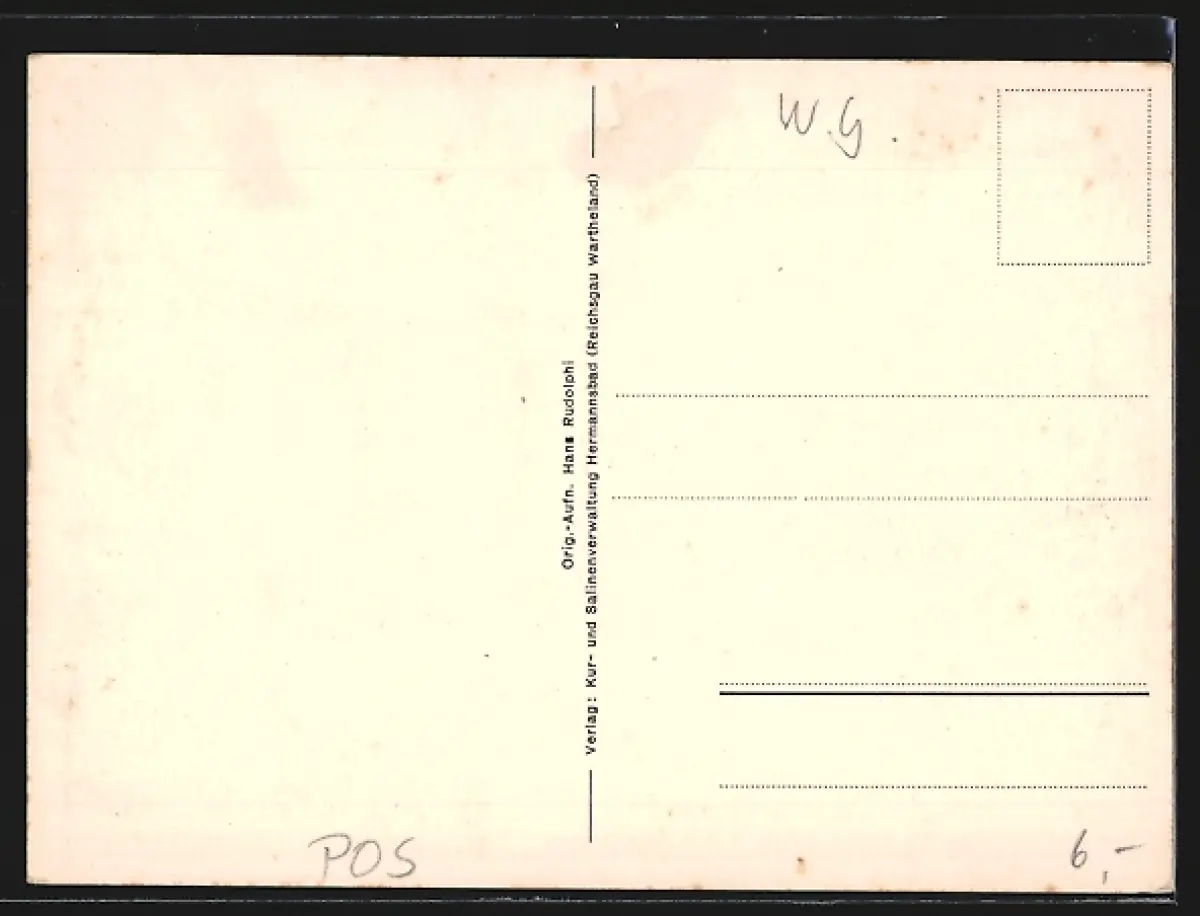 W.G.
Orig.-Aufn. Hans Rudolphi
Verlag: Kur- und Salinenverwaltung Hermannsbad (Reichsgau Wartheland)
POS
6,-